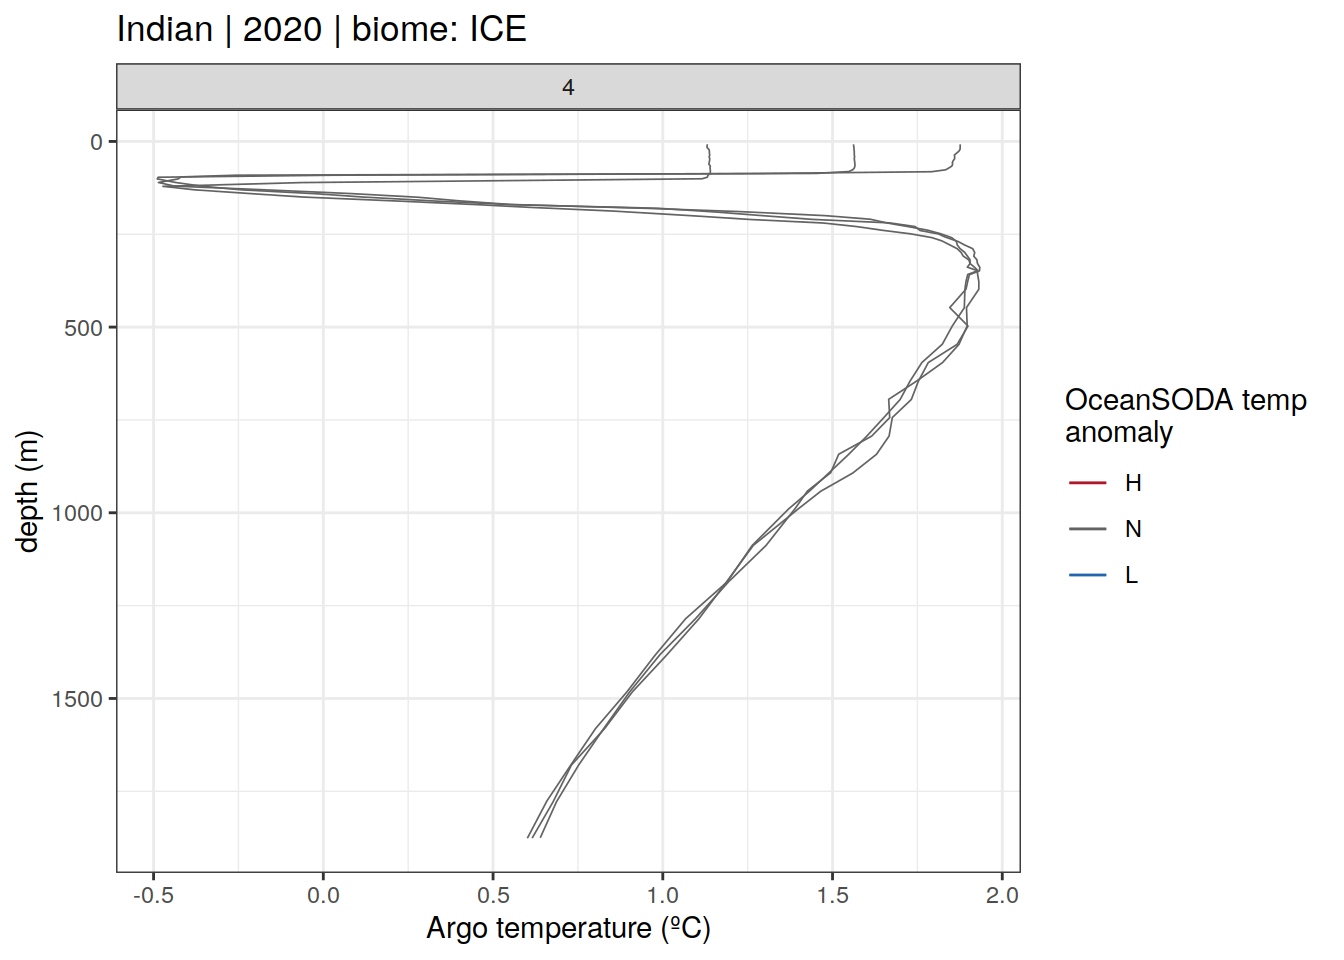 Indian | 2020 | biome: ICE
4
0
500
1000
1500
depth (m)
-0.5
0.0
0.5
1.0
1.5
2.0
Argo temperature (ºC)
OceanSODA temp
anomaly
H
N
L